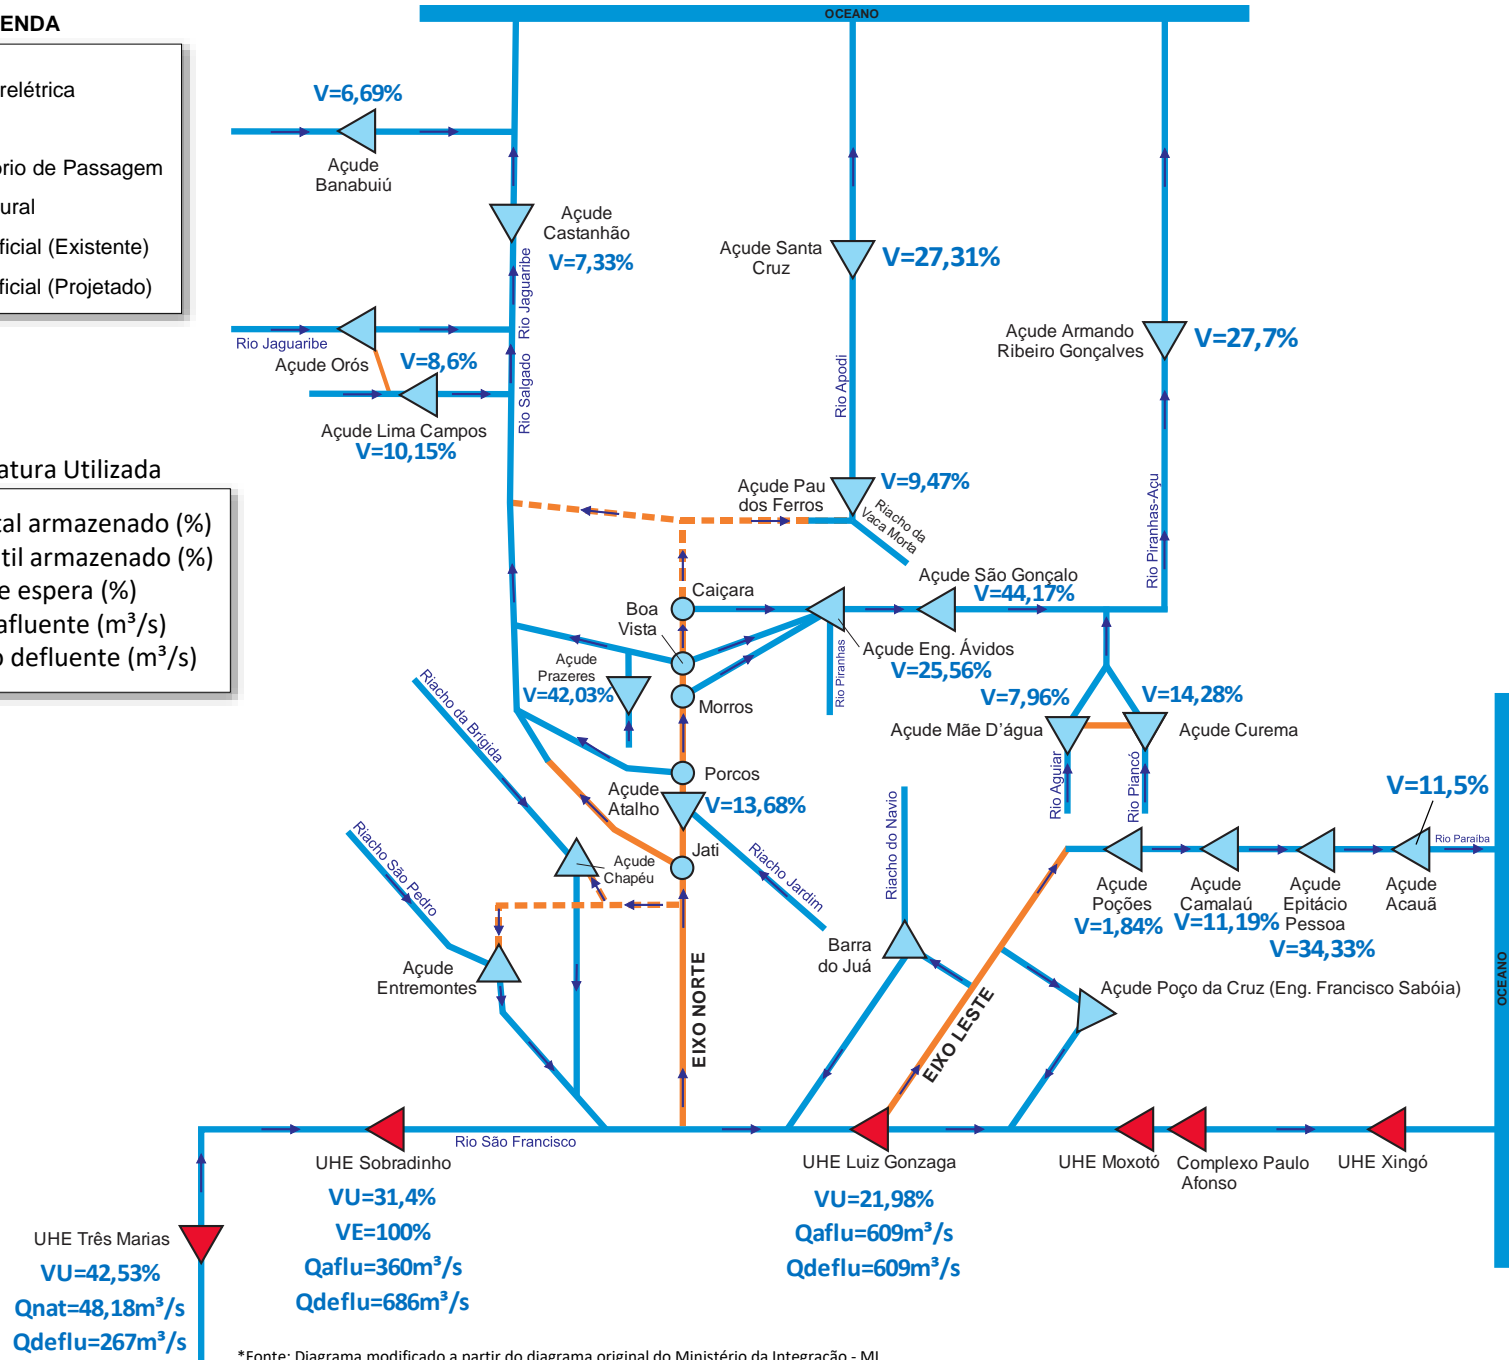 OCEANO
ENDA
relétrica
ório de Passagem
ural
ficial (Existente)
ficial (Projetado)
V=6,69%
Açude
Banabuiú
Açude
Castanhão
V=7,33%
Rio Jaguaribe
Açude Santa
Cruz
V=27,31%
Açude Armando
Ribeiro Gonçalves
V=27,7%
Rio Jaguaribe
Açude Orós
V=8,6%
Rio Salgado
Rio Apodi
Açude Lima Campos
V=10,15%
atura Utilizada
tal armazenado (%)
til armazenado (%)
e espera (%)
afluente (m³/s)
o defluente (m³/s)
Açude Pau
dos Ferros
V=9,47%
Riacho da
Vaca Morta
Rio Piranhas-Açu
Caiçara
Boa
Vista
Açude São Gonçalo
V=44,17%
Açude Eng. Ávidos
V=25,56%
Rio Piranhas
Açude
Prazeres
V=42,03%
Morros
Riacho da Brígida
V=7,96%
Açude Mãe D’água
V=14,28%
Açude Curema
Rio Aguiar
Rio Piancó
Porcos
Açude
Atalho
V=13,68%
V=11,5%
Rio Paraíba
Jati
Açude
Chapéu
Riacho São Pedro
Riacho Jardim
Riacho do Navio
Açude
Poções
V=1,84%
Açude
Camalaú
V=11,19%
Açude
Epitácio
Pessoa
V=34,33%
Açude
Acauã
Barra
do Juá
Açude
Entremontes
EIXO NORTE
EIXO LESTE
Açude Poço da Cruz (Eng. Francisco Sabóia)
OCEANO
Rio São Francisco
UHE Sobradinho
VU=31,4%
VE=100%
Qaflu=360m³/s
Qdeflu=686m³/s
UHE Luiz Gonzaga
VU=21,98%
Qaflu=609m³/s
Qdeflu=609m³/s
UHE Moxotó
Complexo Paulo
Afonso
UHE Xingó
UHE Três Marias
VU=42,53%
Qnat=48,18m³/s
Qdeflu=267m³/s
*Fonte: Diagrama modificado a partir do diagrama original do Ministério da Integração - MI